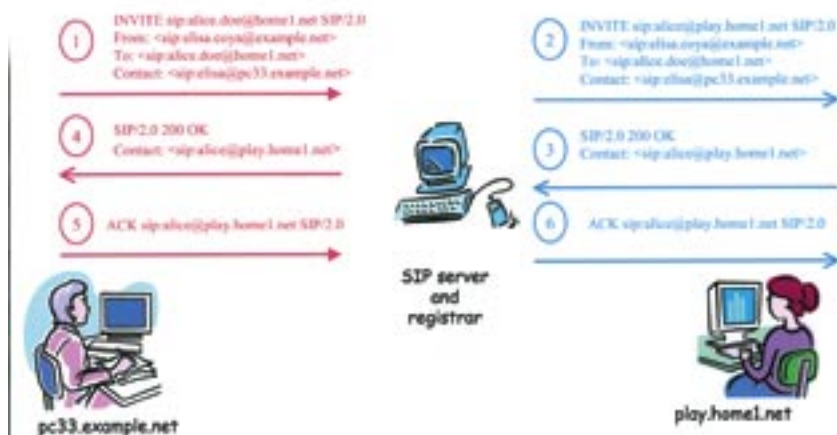 1
INVITE sip:alice.doe@home1.net SIP/2.0
From: <sip:elisa.coya@example.net>
To: <sip:alice.doe@home1.net>
Contact: <sip:elisa@pc33.example.net>
2
INVITE sip:alice@play.home1.net SIP/2.0
From: <sip:elisa.coya@example.net>
To: <sip:alice.doe@home1.net>
Contact: <sip:elisa@pc33.example.net>
4
SIP/2.0 200 OK
Contact: <sip:alice@play.home1.net>
3
SIP/2.0 200 OK
Contact: <sip:alice@play.home1.net>
5
ACK sip:alice@play.home1.net SIP/2.0
6
ACK sip:alice@play.home1.net SIP/2.0
SIP server
and
registrar
pc33.example.net
play.home1.net